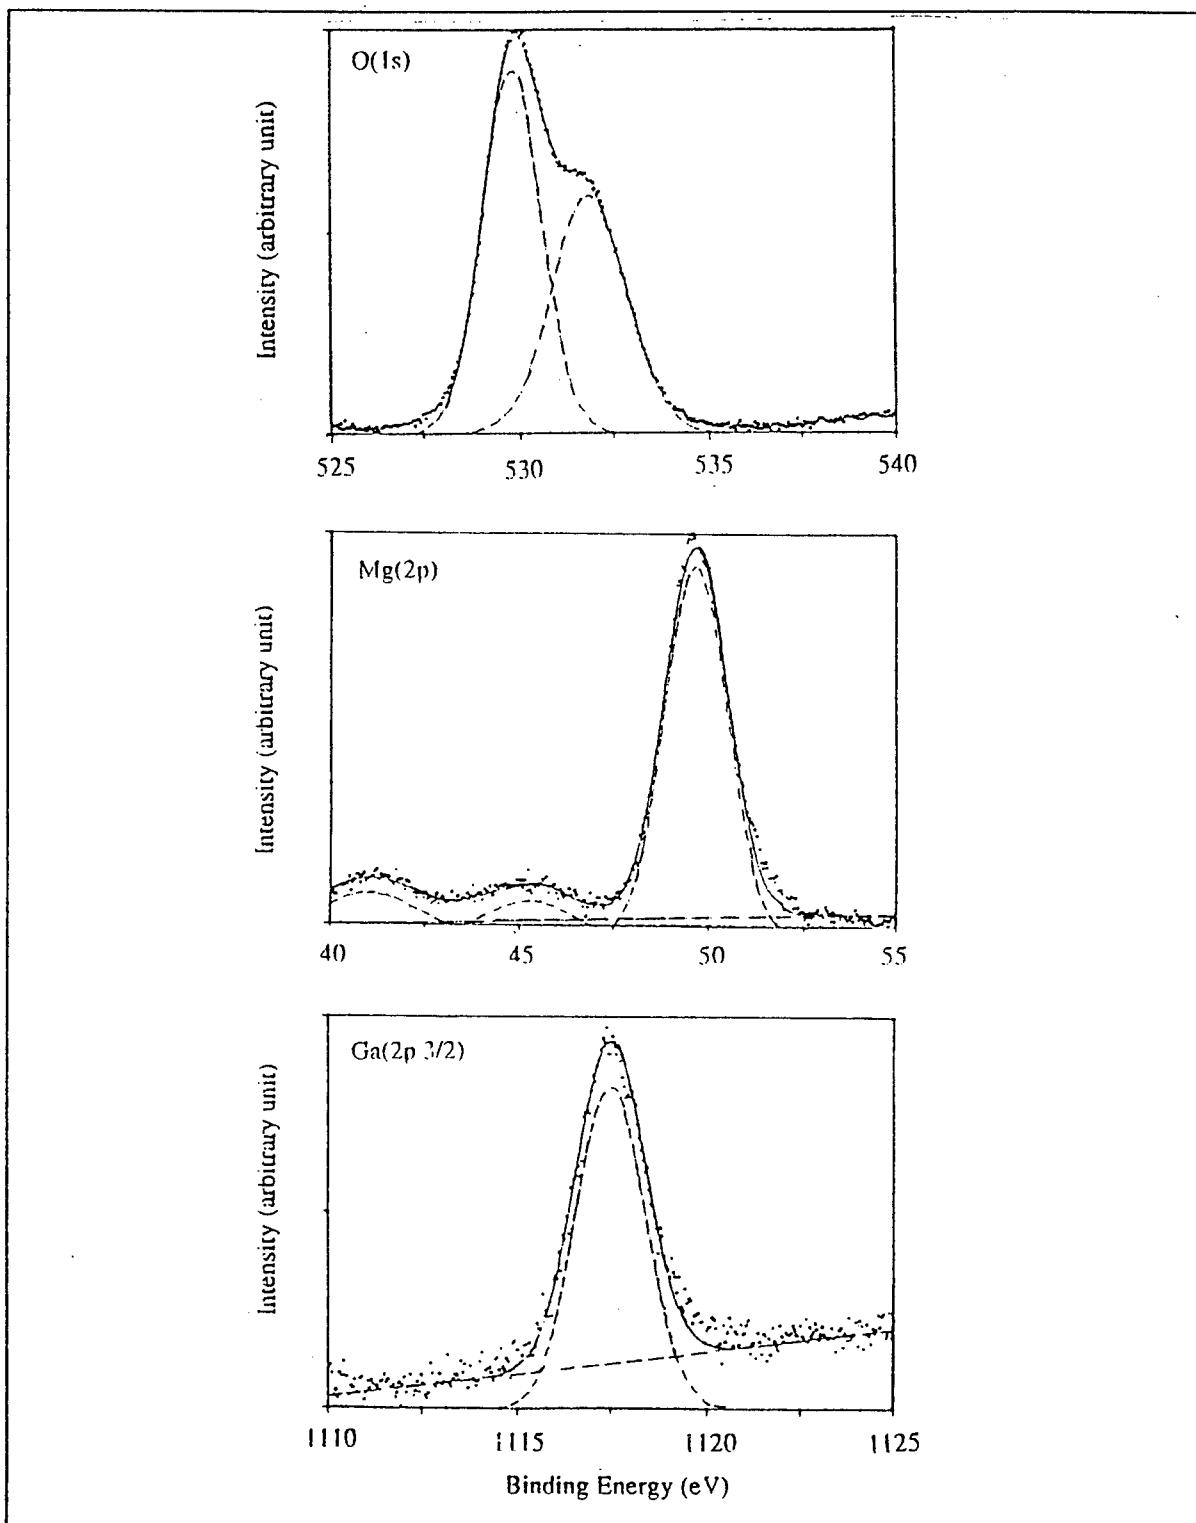 O(1s)
Intensity (arbitrary unit)
525 530 535 540
Mg(2p)
Intensity (arbitrary unit)
40 45 50 55
Ga(2p 3/2)
Intensity (arbitrary unit)
1110 1115 1120 1125
Binding Energy (eV)